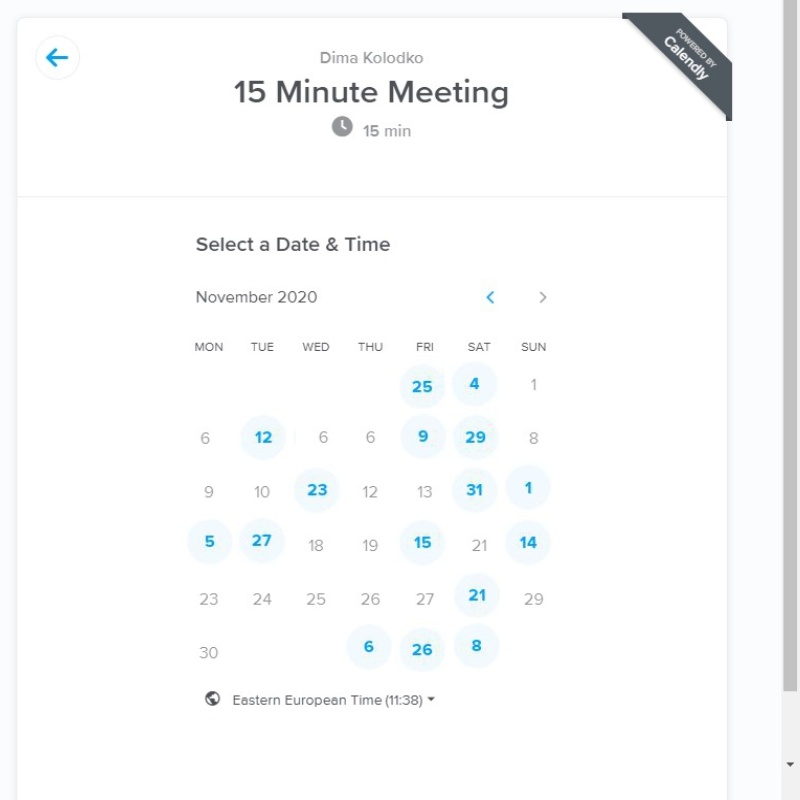 Dima Kolodko
15 Minute Meeting
15 min
POWERED BY
Calendly
Select a Date & Time
November 2020
MON TUE WED THU FRI SAT SUN
25 4 1
6 12 6 6 9 29 8
9 10 23 12 13 31 1
5 27 18 19 15 21 14
23 24 25 26 27 21 29
30 6 26 8
Eastern European Time (11:38)